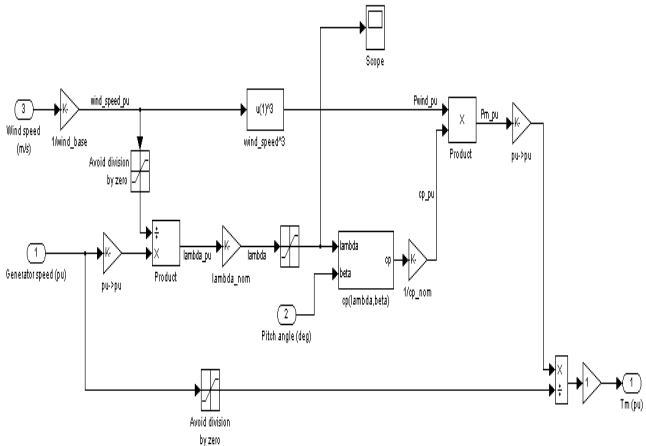 Scope
3
Wind speed
(m/s)
K-
1/wind_base
wind_speed_pu
u(1)^3
wind_speed^3
Pwind_pu
X
Product
Pm_pu
K-
pu->pu
Avoid division
by zero
cp_pu
1
Generator speed (pu)
K-
pu->pu
÷
X
Product
lambda_pu
K-
lambda_nom
lambda
lambda
beta
cp
cp(lambda,beta)
K-
1/cp_nom
2
Pitch angle (deg)
Avoid division
by zero
X
÷
1
1
Tm (pu)